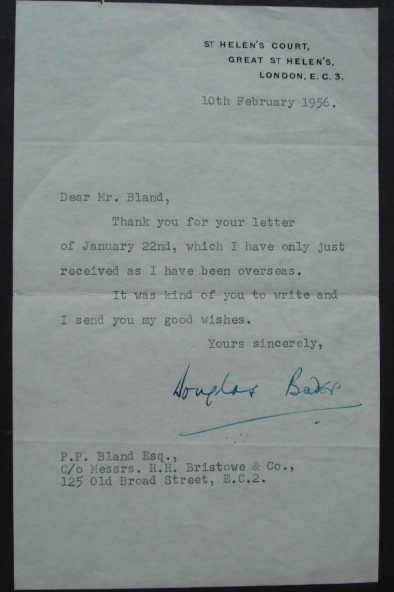 ST HELEN'S COURT,
GREAT ST HELEN'S,
LONDON, E.C. 3.
10th February 1956.
Dear Mr. Bland,
Thank you for your letter
of January 22nd, which I have only just
received as I have been overseas.
It was kind of you to write and
I send you my good wishes.
Yours sincerely,
Douglas Bader
P.P. Bland Esq.,
C/o Messrs. R.H. Bristowe & Co.,
125 Old Broad Street, E.C.2.